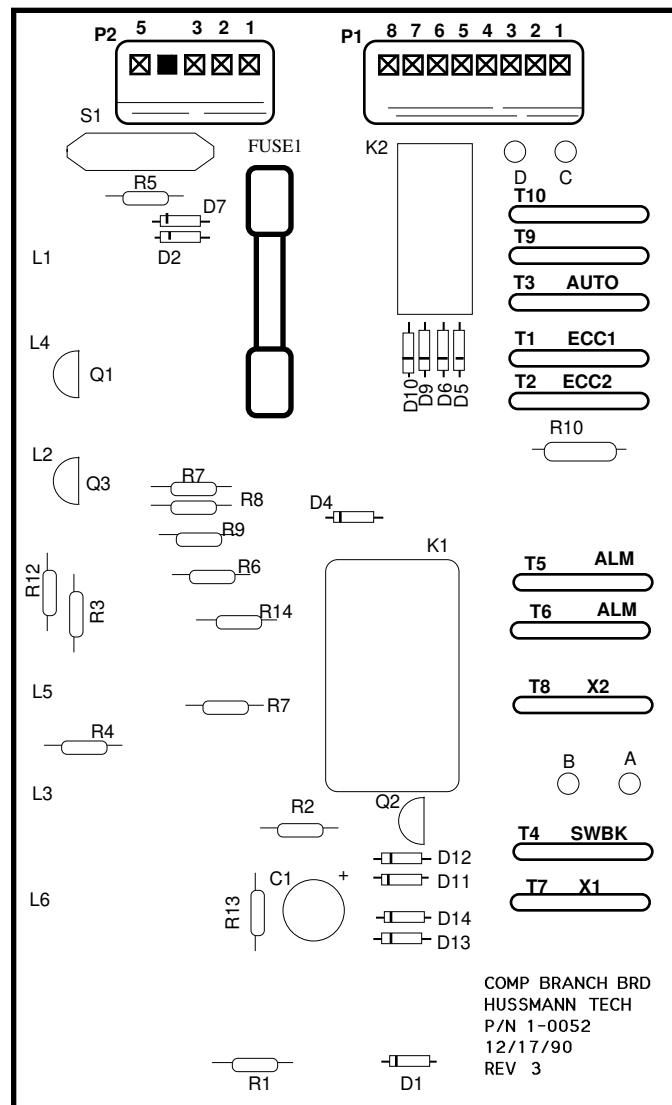 P2 5 3 2 1
P1 8 7 6 5 4 3 2 1
S1
FUSE1
K2
D C
R5
D7
D2
T10
T9
T3 AUTO
T1 ECC1
T2 ECC2
L1
L4
Q1
D10
D9
D6
D5
R10
L2
Q3
R7
R8
D4
R9
K1
R6
R12
R3
R14
T5 ALM
T6 ALM
L5
R7
T8 X2
R4
B A
L3
R2
Q2
T4 SWBK
D12
D11
C1 +
L6
R13
T7 X1
D14
D13
COMP BRANCH BRD
HUSSMANN TECH
P/N 1-0052
12/17/90
REV 3
R1
D1